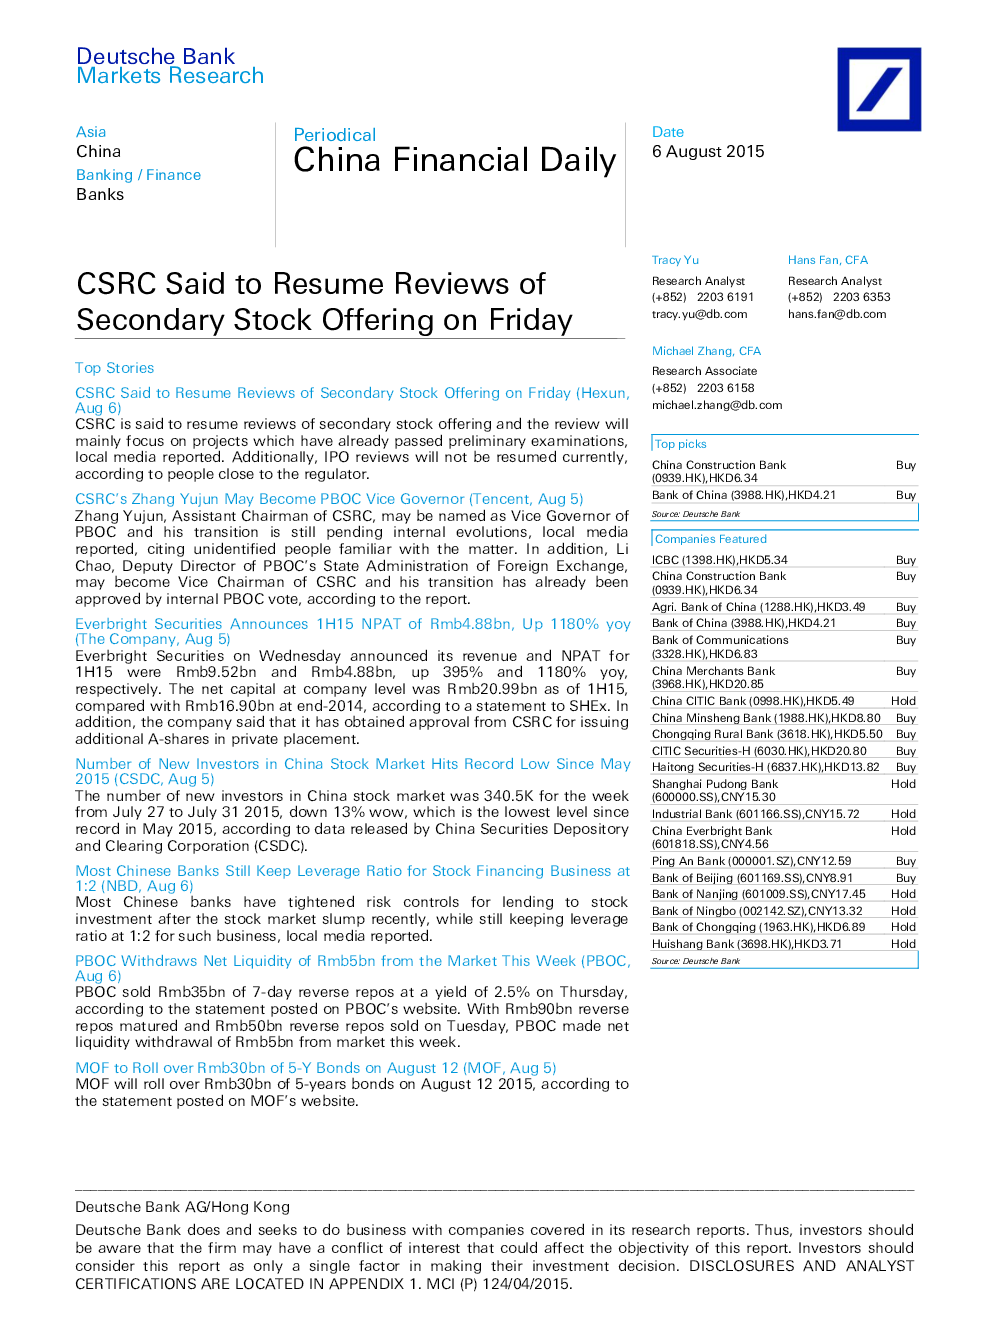 Deutsche Bank
Markets Research
Asia
China
Banking / Finance
Banks
Periodical
China Financial Daily
Date
6 August 2015
CSRC Said to Resume Reviews of
Secondary Stock Offering on Friday
Top Stories
CSRC Said to Resume Reviews of Secondary Stock Offering on Friday (Hexun,
Aug 6)
CSRC is said to resume reviews of secondary stock offering and the review will
mainly focus on projects which have already passed preliminary examinations,
local media reported. Additionally, IPO reviews will not be resumed currently,
according to people close to the regulator.
CSRC's Zhang Yujun May Become PBOC Vice Governor (Tencent, Aug 5)
Zhang Yujun, Assistant Chairman of CSRC, may be named as Vice Governor of
PBOC and his transition is still pending internal evolutions, local media
reported, citing unidentified people familiar with the matter. In addition, Li
Chao, Deputy Director of PBOC's State Administration of Foreign Exchange,
may become Vice Chairman of CSRC and his transition has already been
approved by internal PBOC vote, according to the report.
Everbright Securities Announces 1H15 NPAT of Rmb4.88bn, Up 1180% yoy
(The Company, Aug 5)
Everbright Securities on Wednesday announced its revenue and NPAT for
1H15 were Rmb9.52bn and Rmb4.88bn, up 395% and 1180% yoy,
respectively. The net capital at company level was Rmb20.99bn as of 1H15,
compared with Rmb16.90bn at end-2014, according to a statement to SHEx. In
addition, the company said that it has obtained approval from CSRC for issuing
additional A-shares in private placement.
Number of New Investors in China Stock Market Hits Record Low Since May
2015 (CSDC, Aug 5)
The number of new investors in China stock market was 340.5K for the week
from July 27 to July 31 2015, down 13% wow, which is the lowest level since
record in May 2015, according to data released by China Securities Depository
and Clearing Corporation (CSDC).
Most Chinese Banks Still Keep Leverage Ratio for Stock Financing Business at
1:2 (NBD, Aug 6)
Most Chinese banks have tightened risk controls for lending to stock
investment after the stock market slump recently, while still keeping leverage
ratio at 1:2 for such business, local media reported.
PBOC Withdraws Net Liquidity of Rmb5bn from the Market This Week (PBOC,
Aug 6)
PBOC sold Rmb35bn of 7-day reverse repos at a yield of 2.5% on Thursday,
according to the statement posted on PBOC's website. With Rmb90bn reverse
repos matured and Rmb50bn reverse repos sold on Tuesday, PBOC made net
liquidity withdrawal of Rmb5bn from market this week.
MOF to Roll over Rmb30bn of 5-Y Bonds on August 12 (MOF, Aug 5)
MOF will roll over Rmb30bn of 5-years bonds on August 12 2015, according to
the statement posted on MOF's website.
Tracy Yu
Research Analyst
(+852) 2203 6191
tracy.yu@db.com
Hans Fan, CFA
Research Analyst
(+852) 2203 6353
hans.fan@db.com
Michael Zhang, CFA
Research Associate
(+852) 2203 6158
michael.zhang@db.com
Top picks
China Construction Bank
(0939.HK),HKD6.34 Buy
Bank of China (3988.HK),HKD4.21 Buy
Source: Deutsche Bank
Companies Featured
ICBC (1398.HK),HKD5.34 Buy
China Construction Bank
(0939.HK),HKD6.34 Buy
Agri. Bank of China (1288.HK),HKD3.49 Buy
Bank of China (3988.HK),HKD4.21 Buy
Bank of Communications
(3328.HK),HKD6.83 Buy
China Merchants Bank
(3968.HK),HKD20.85 Buy
China CITIC Bank (0998.HK),HKD5.49 Hold
China Minsheng Bank (1988.HK),HKD8.80 Buy
Chongqing Rural Bank (3618.HK),HKD5.50 Buy
CITIC Securities-H (6030.HK),HKD20.80 Buy
Haitong Securities-H (6837.HK),HKD13.82 Buy
Shanghai Pudong Bank
(600000.SS),CNY15.30 Hold
Industrial Bank (601166.SS),CNY15.72 Hold
China Everbright Bank
(601818.SS),CNY4.56 Hold
Ping An Bank (000001.SZ),CNY12.59 Buy
Bank of Beijing (601169.SS),CNY8.91 Buy
Bank of Nanjing (601009.SS),CNY17.45 Hold
Bank of Ningbo (002142.SZ),CNY13.32 Hold
Bank of Chongqing (1963.HK),HKD6.89 Hold
Huishang Bank (3698.HK),HKD3.71 Hold
Source: Deutsche Bank
Deutsche Bank AG/Hong Kong
Deutsche Bank does and seeks to do business with companies covered in its research reports. Thus, investors should
be aware that the firm may have a conflict of interest that could affect the objectivity of this report. Investors should
consider this report as only a single factor in making their investment decision. DISCLOSURES AND ANALYST
CERTIFICATIONS ARE LOCATED IN APPENDIX 1. MCI (P) 124/04/2015.